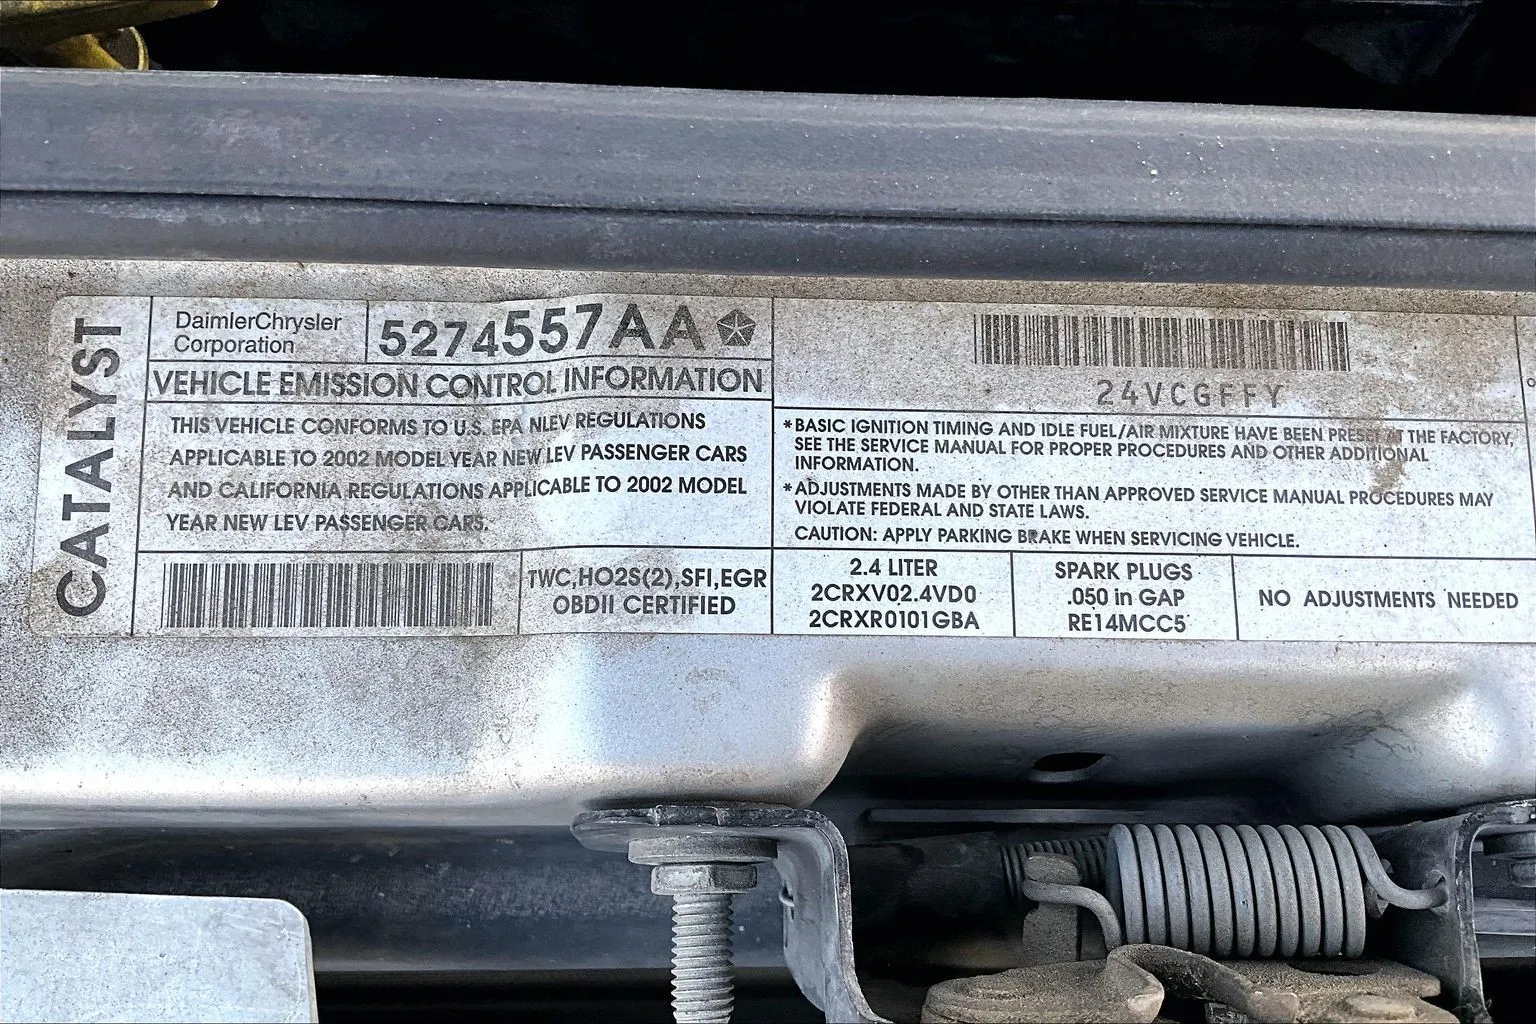 CATALYST
DaimlerChrysler
Corporation
5274557AA
VEHICLE EMISSION CONTROL INFORMATION
THIS VEHICLE CONFORMS TO U.S. EPA NLEV REGULATIONS
APPLICABLE TO 2002 MODEL YEAR NEW LEV PASSENGER CARS
AND CALIFORNIA REGULATIONS APPLICABLE TO 2002 MODEL
YEAR NEW LEV PASSENGER CARS.
TWC,HO2S(2),SFI,EGR
OBDII CERTIFIED
24VCGFFY
*BASIC IGNITION TIMING AND IDLE FUEL/AIR MIXTURE HAVE BEEN PRESET AT THE FACTORY,
SEE THE SERVICE MANUAL FOR PROPER PROCEDURES AND OTHER ADDITIONAL
INFORMATION.
*ADJUSTMENTS MADE BY OTHER THAN APPROVED SERVICE MANUAL PROCEDURES MAY
VIOLATE FEDERAL AND STATE LAWS.
CAUTION: APPLY PARKING BRAKE WHEN SERVICING VEHICLE.
2.4 LITER
2CRXV02.4VD0
2CRXR0101GBA
SPARK PLUGS
.050 in GAP
RE14MCC5
NO ADJUSTMENTS NEEDED